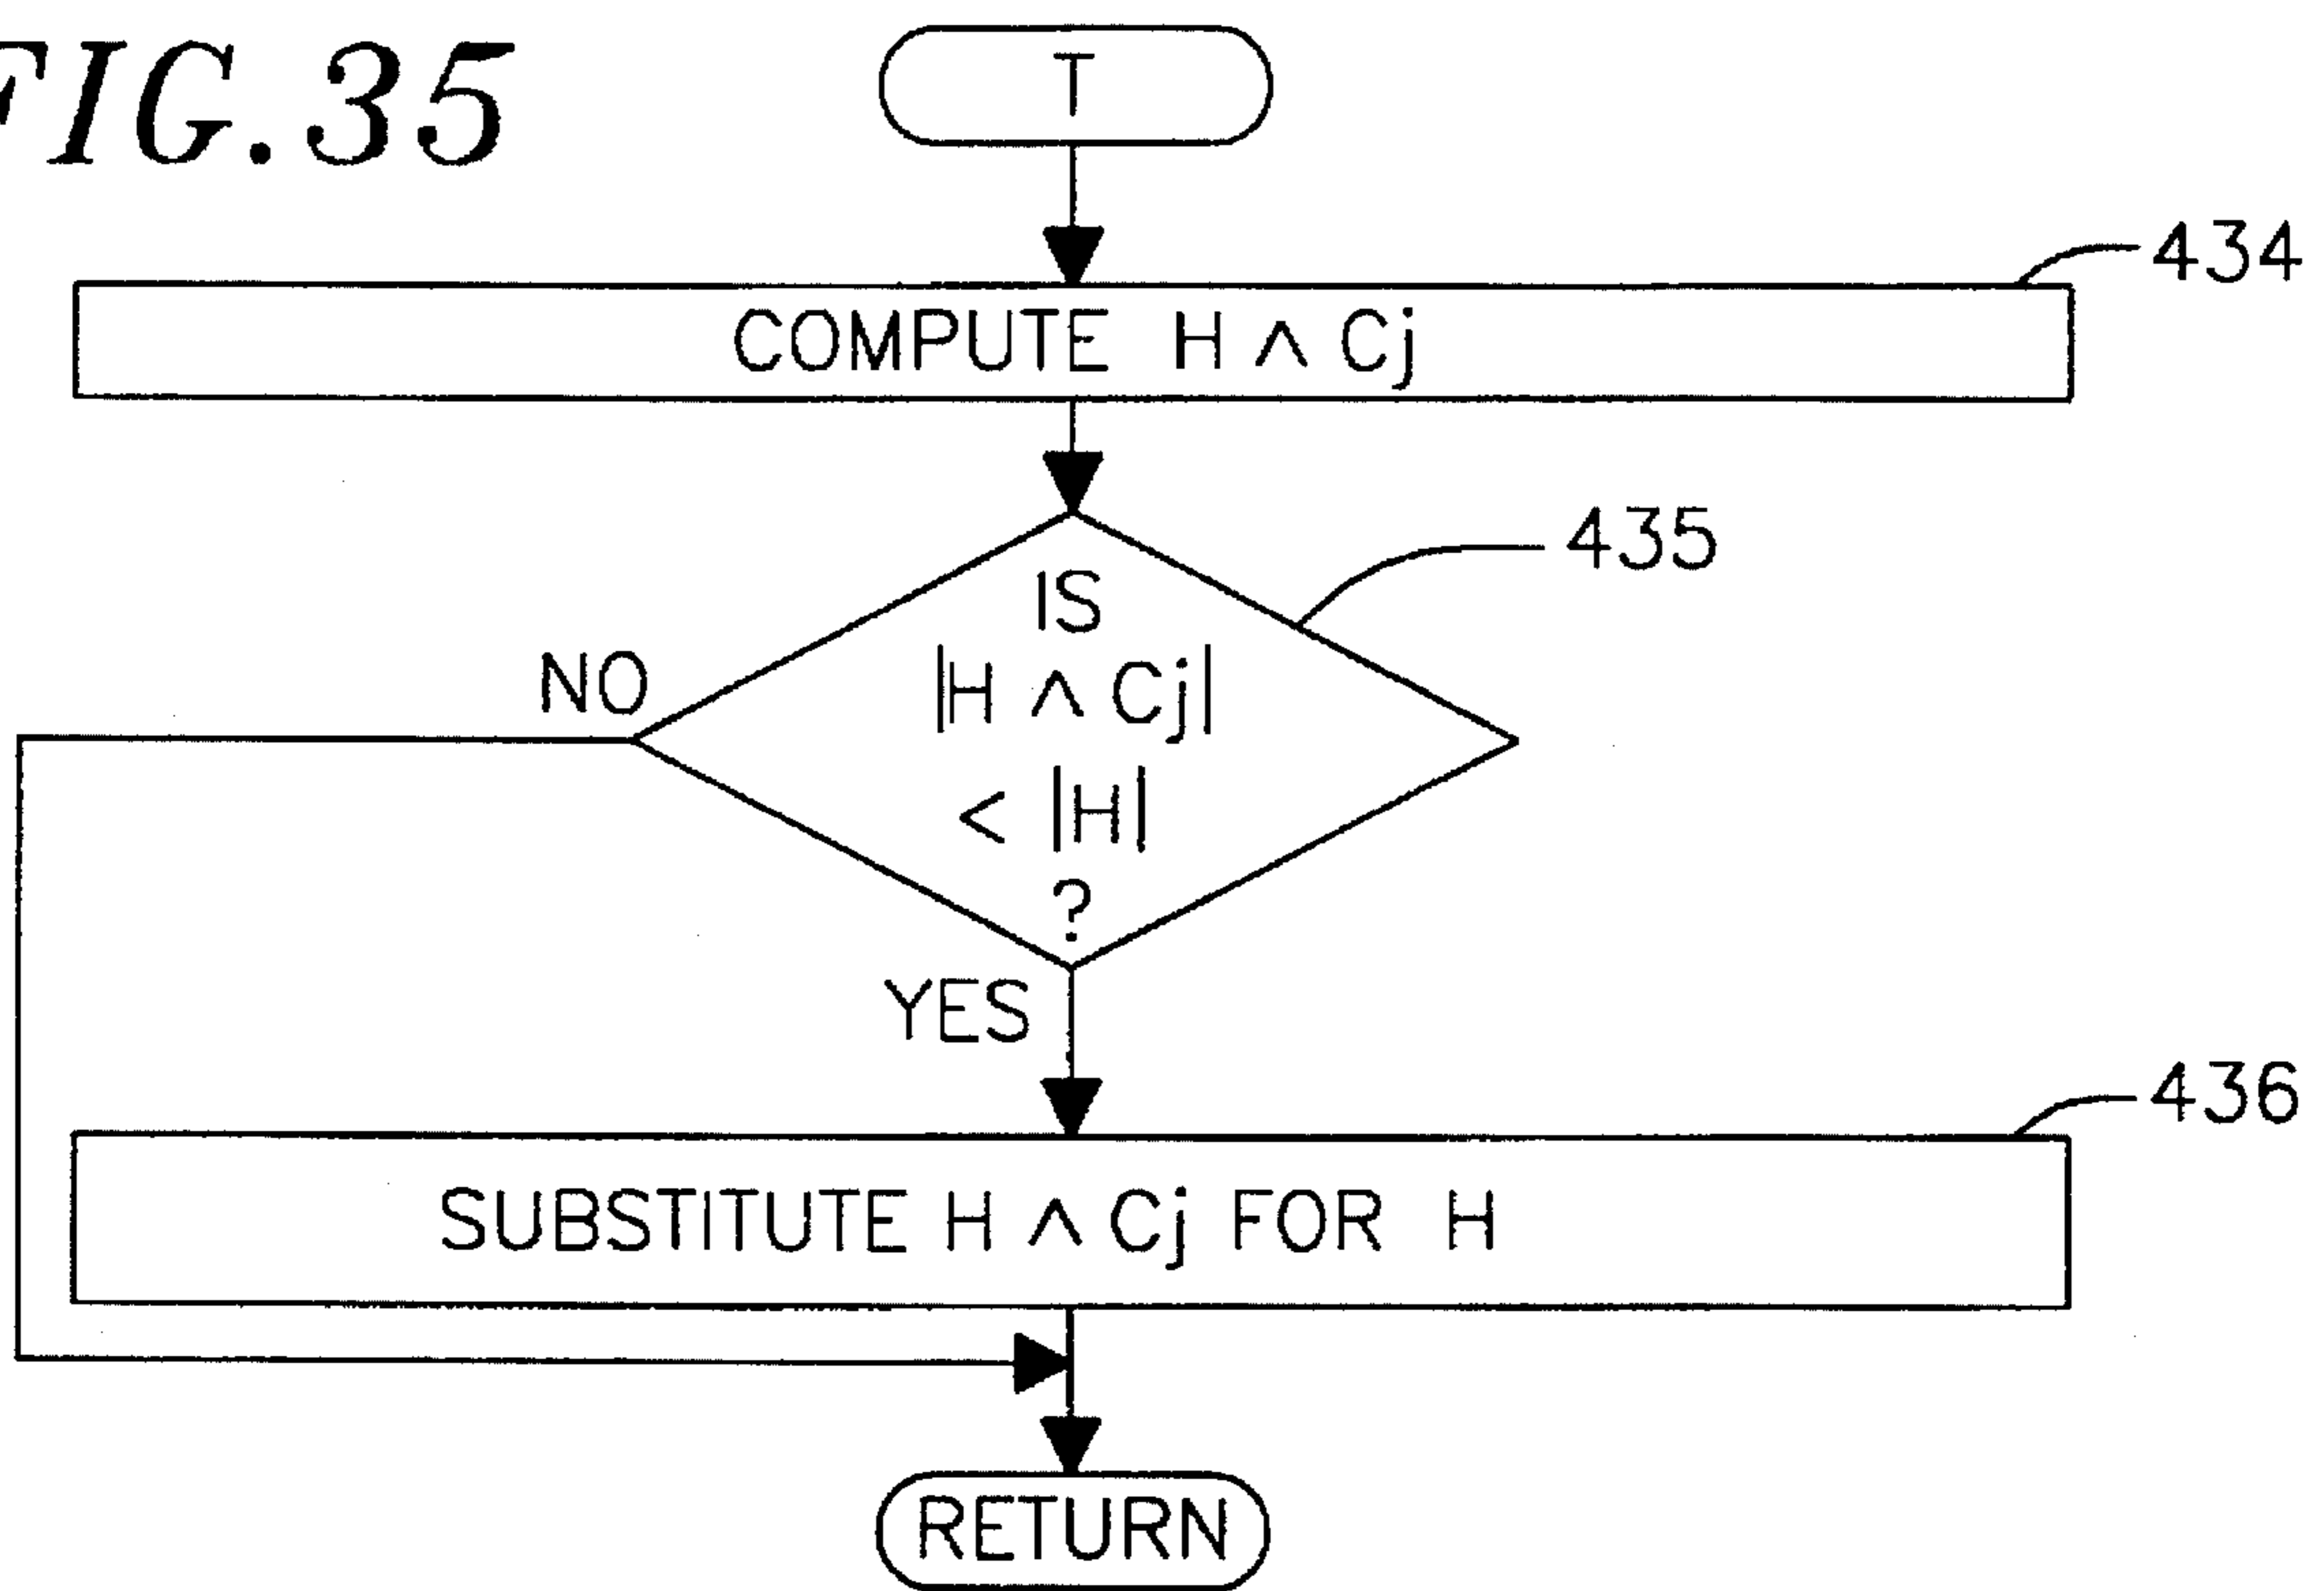 FIG. 35
T
434
COMPUTE H ∧ Cj
435
IS
|H ∧ Cj|
< |H|
?
NO
YES
436
SUBSTITUTE H ∧ Cj FOR H
RETURN